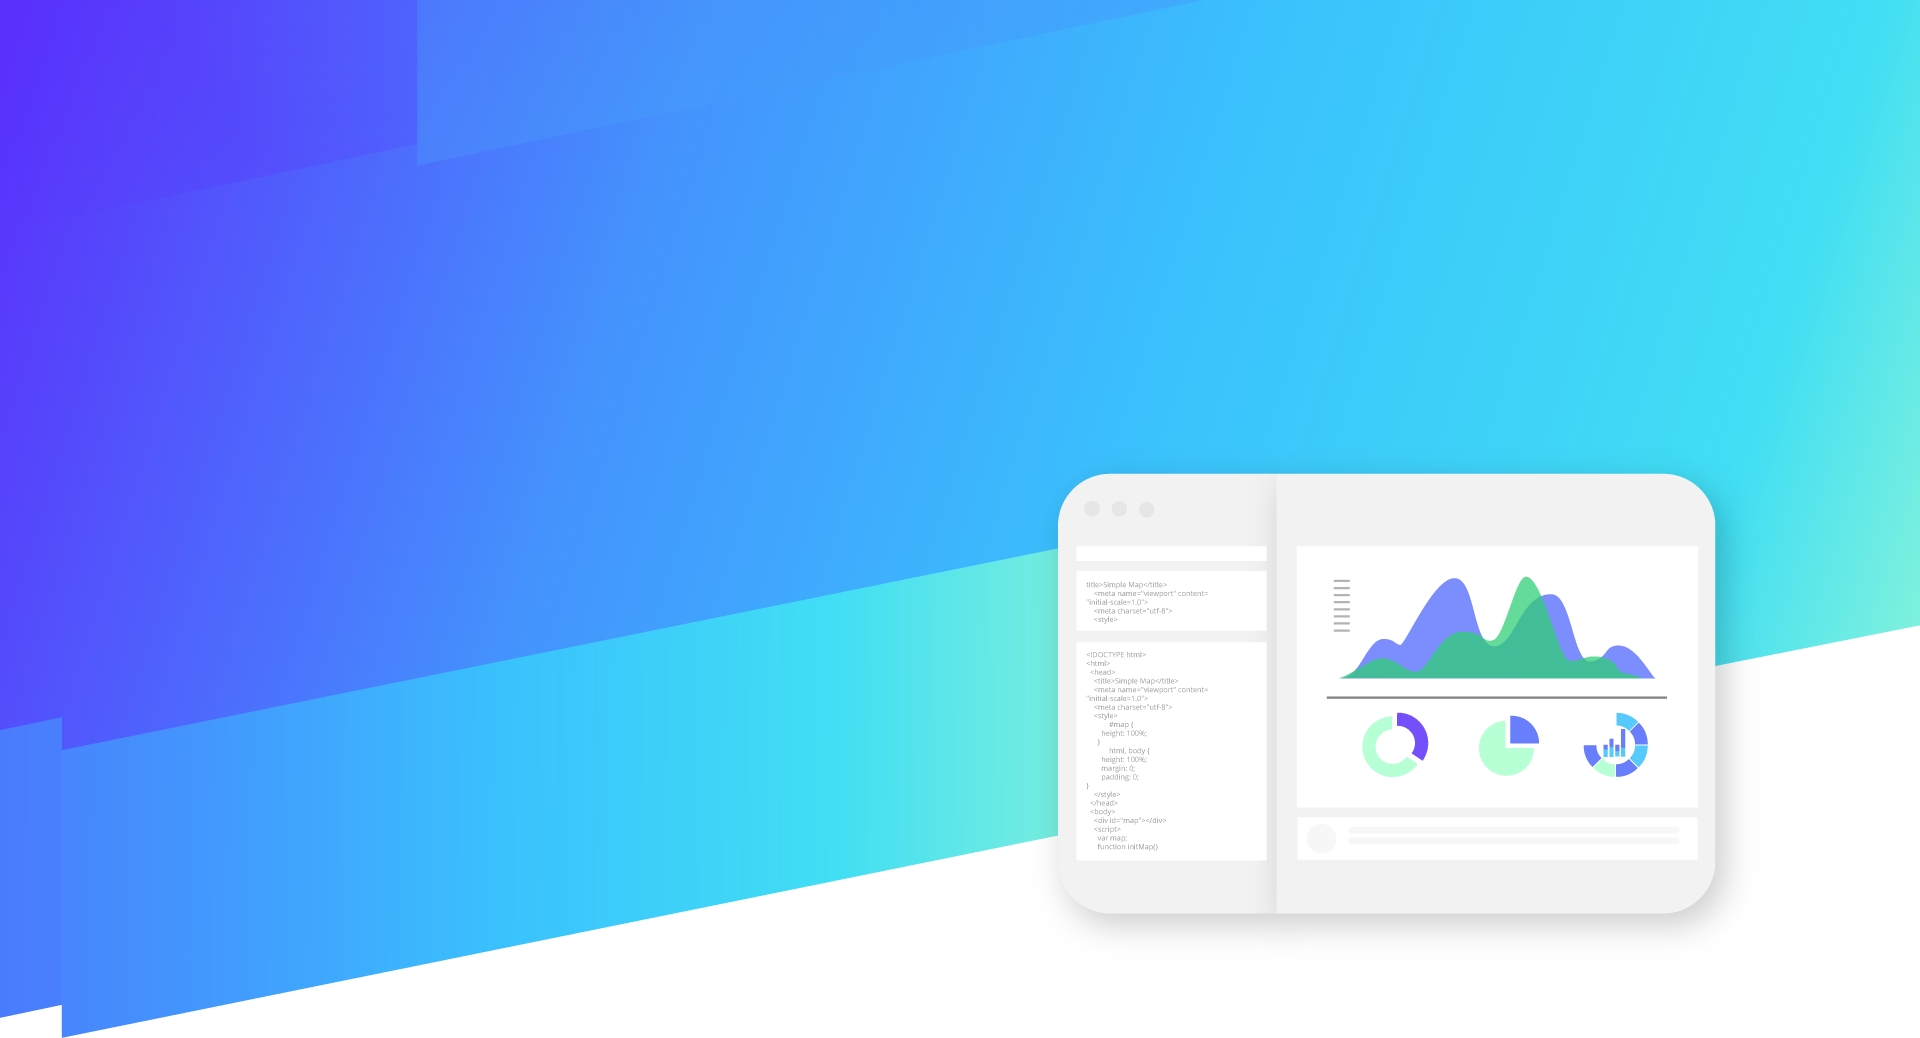 title>Simple Map</title>
<meta name="viewport" content=
"initial-scale=1.0">
<meta charset="utf-8">
<style>
<!DOCTYPE html>
<html>
<head>
<title>Simple Map</title>
<meta name="viewport" content=
"initial-scale=1.0">
<meta charset="utf-8">
<style>
#map {
height: 100%;
}
html, body {
height: 100%;
margin: 0;
padding: 0;
}
</style>
</head>
<body>
<div id="map"></div>
<script>
var map;
function initMap()